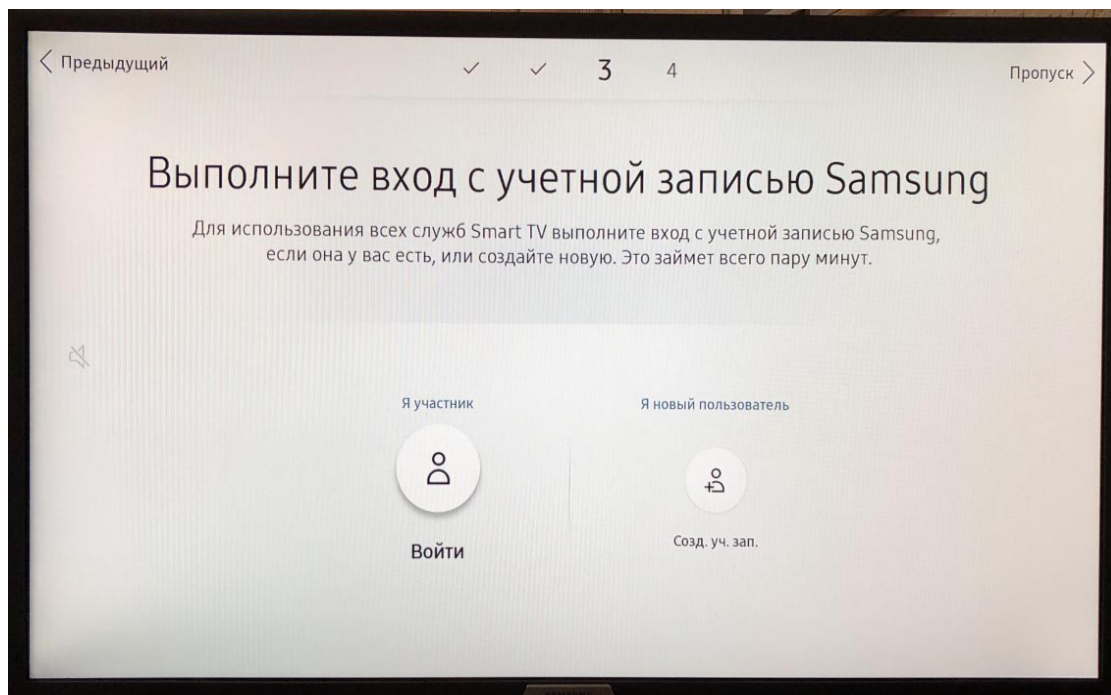 Предыдущий
3
4
Пропуск
Выполните вход с учетной записью Samsung
Для использования всех служб Smart TV выполните вход с учетной записью Samsung,
если она у вас есть, или создайте новую. Это займет всего пару минут.
Я участник
Я новый пользователь
Войти
Созд. уч. зап.
SAMSUNG